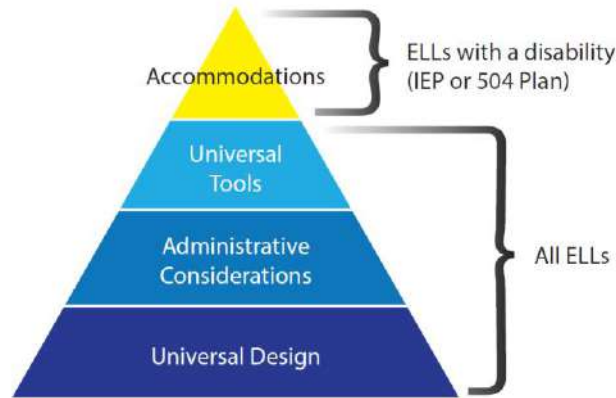 Accommodations
ELLs with a disability
(IEP or 504 Plan)
Universal
Tools
Administrative
Considerations
All ELLs
Universal Design